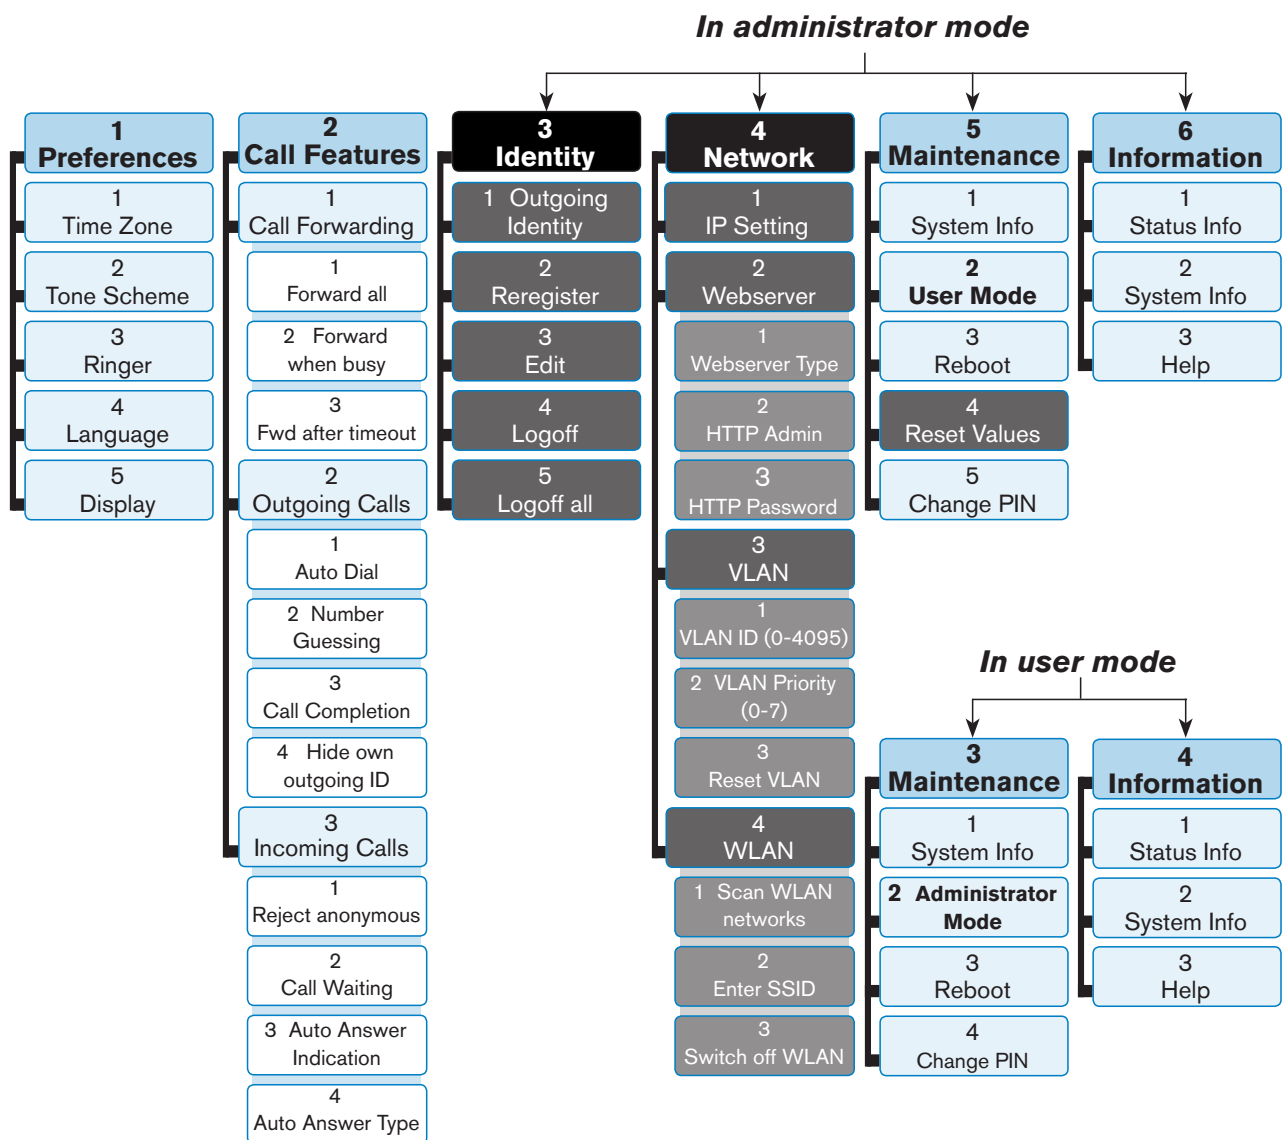 In administrator mode
1
Preferences
1
Time Zone
2
Tone Scheme
3
Ringer
4
Language
5
Display
2
Call Features
1
Call Forwarding
1
Forward all
2 Forward
when busy
3
Fwd after timeout
2
Outgoing Calls
1
Auto Dial
2 Number
Guessing
3
Call Completion
4 Hide own
outgoing ID
3
Incoming Calls
1
Reject anonymous
2
Call Waiting
3 Auto Answer
Indication
4
Auto Answer Type
3
Identity
1 Outgoing
Identity
2
Reregister
3
Edit
4
Logoff
5
Logoff all
4
Network
1
IP Setting
2
Webserver
1
Webserver Type
2
HTTP Admin
3
HTTP Password
3
VLAN
1
VLAN ID (0-4095)
2 VLAN Priority
(0-7)
3
Reset VLAN
4
WLAN
1 Scan WLAN
networks
2
Enter SSID
3
Switch off WLAN
5
Maintenance
1
System Info
2
User Mode
3
Reboot
4
Reset Values
5
Change PIN
6
Information
1
Status Info
2
System Info
3
Help
In user mode
3
Maintenance
1
System Info
2 Administrator
Mode
3
Reboot
4
Change PIN
4
Information
1
Status Info
2
System Info
3
Help